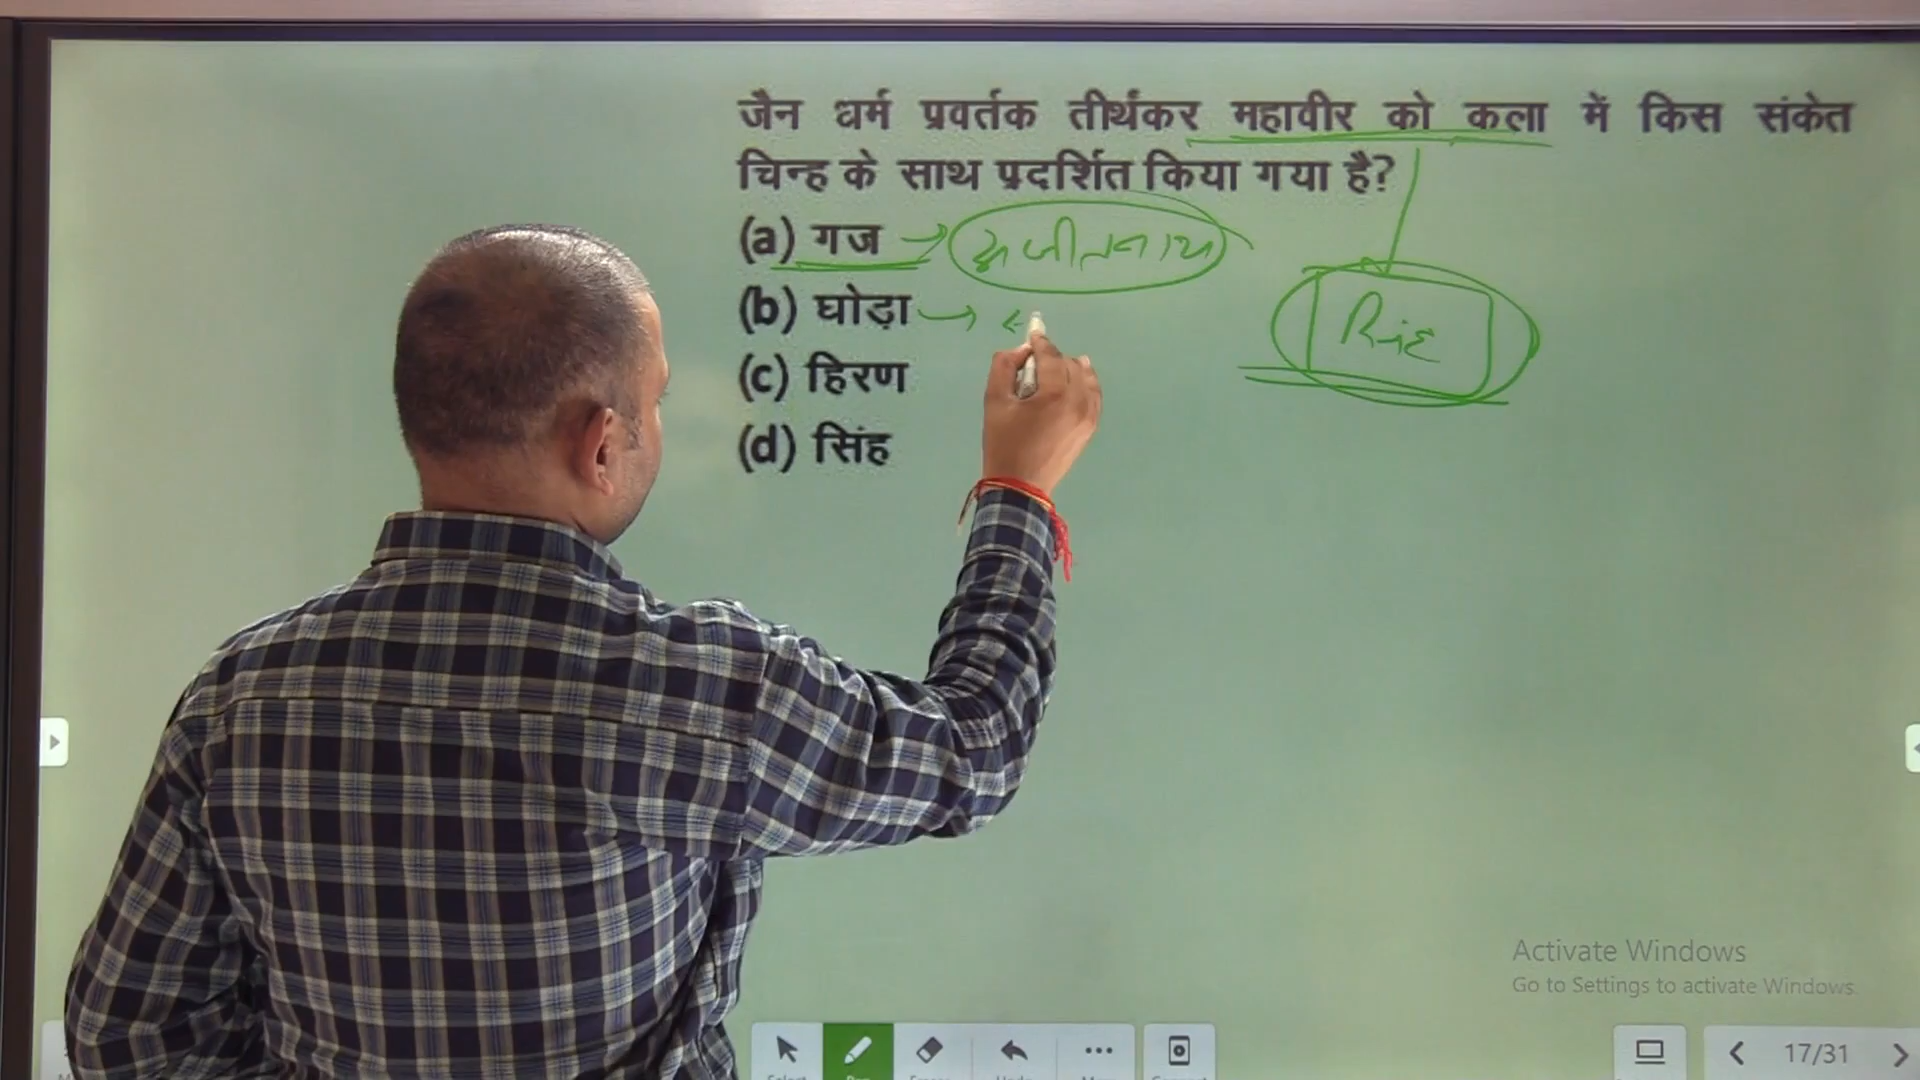 जैन धर्म प्रवर्तक तीर्थंकर महावीर को कला में किस संकेत
चिन्ह के साथ प्रदर्शित किया गया है?
(a) गज → अजीतनाथ
(b) घोड़ा →
(c) हिरण
(d) सिंह
सिंह
Activate Windows
Go to Settings to activate Windows.
17/31